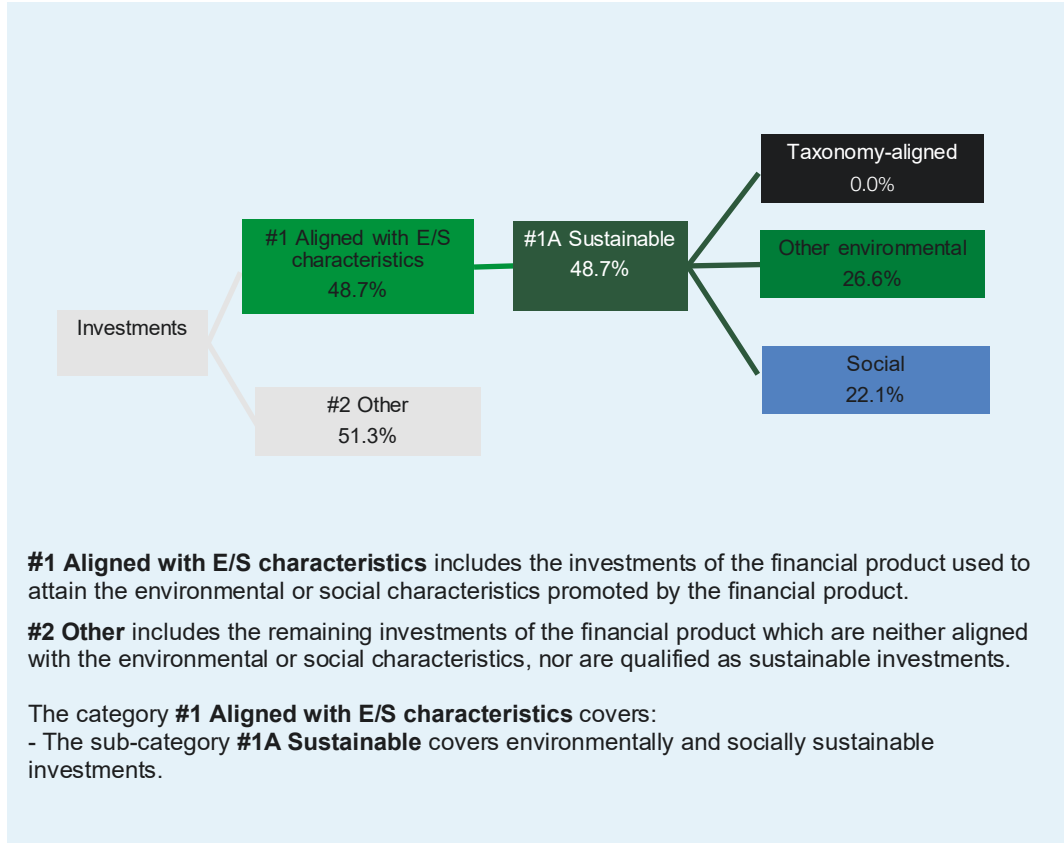 Taxonomy-aligned
0.0%
#1 Aligned with E/S
characteristics
48.7%
#1A Sustainable
48.7%
Other environmental
26.6%
Investments
Social
22.1%
#2 Other
51.3%
#1 Aligned with E/S characteristics includes the investments of the financial product used to
attain the environmental or social characteristics promoted by the financial product.
#2 Other includes the remaining investments of the financial product which are neither aligned
with the environmental or social characteristics, nor are qualified as sustainable investments.
The category #1 Aligned with E/S characteristics covers:
- The sub-category #1A Sustainable covers environmentally and socially sustainable
investments.